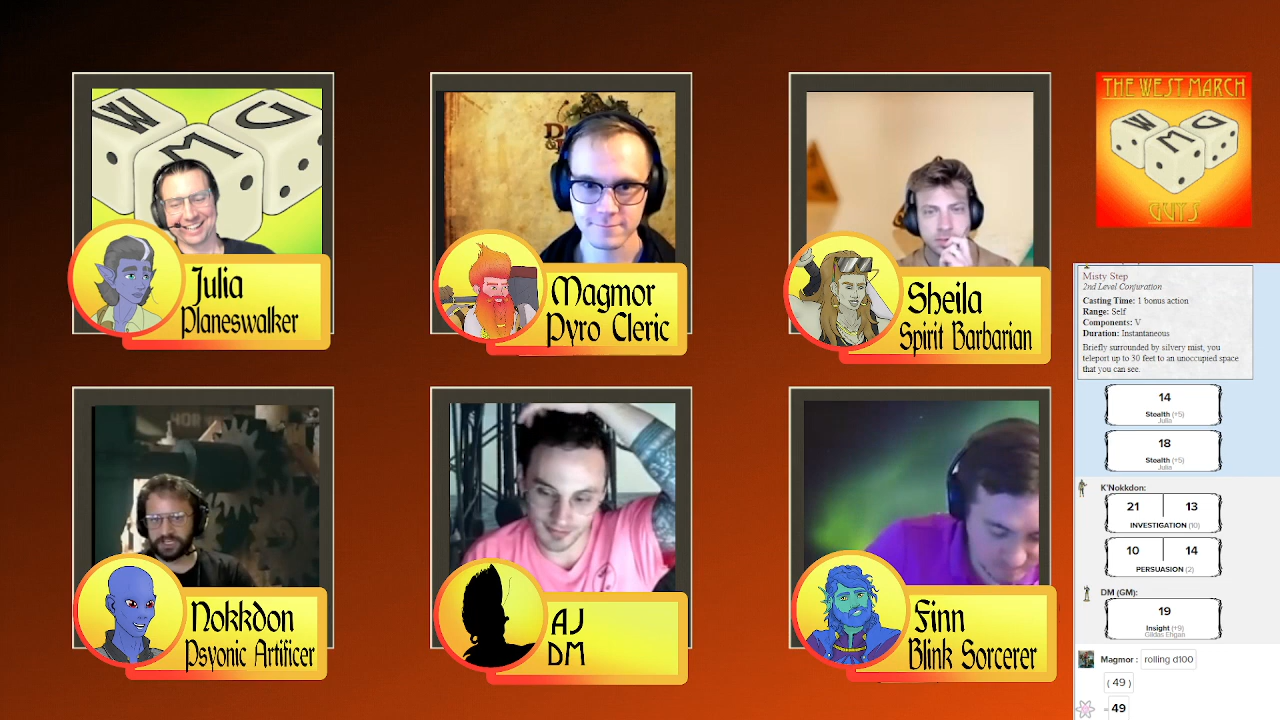 W
M
G
Julia
Planeswalker
Magmor
Pyro Cleric
Sheila
Spirit Barbarian
THE WEST MARCH
W
M
G
GUYS
Misty Step
2nd Level Conjuration
Casting Time: 1 bonus action
Range: Self
Components: V
Duration: Instantaneous
Briefly surrounded by silvery mist, you
teleport up to 30 feet to an unoccupied space
that you can see.
14
Stealth (+5)
Julia
18
Stealth (+5)
Julia
K'Nokkdon:
21 13
INVESTIGATION (10)
10 14
PERSUASION (2)
DM (GM):
19
Insight (+9)
Gildas Ehgan
Magmor : rolling d100
( 49 )
= 49
Nokkdon
Psyonic Artificer
AJ
DM
Finn
Blink Sorcerer